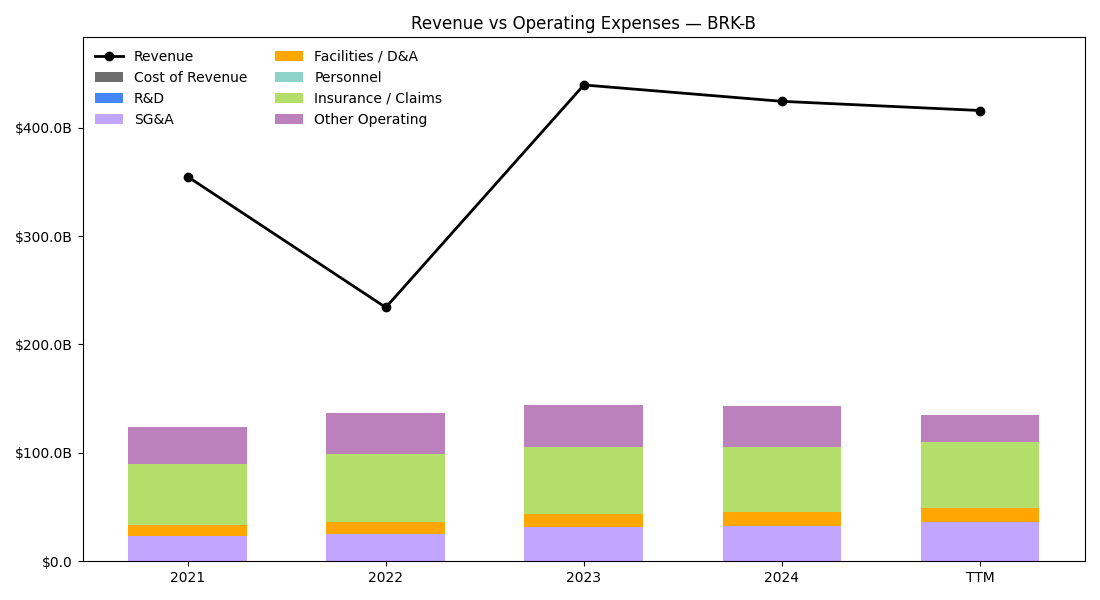 Revenue vs Operating Expenses — BRK-B
Revenue
Cost of Revenue
R&D
SG&A
Facilities / D&A
Personnel
Insurance / Claims
Other Operating
$400.0B
$300.0B
$200.0B
$100.0B
$0.0
2021 2022 2023 2024 TTM